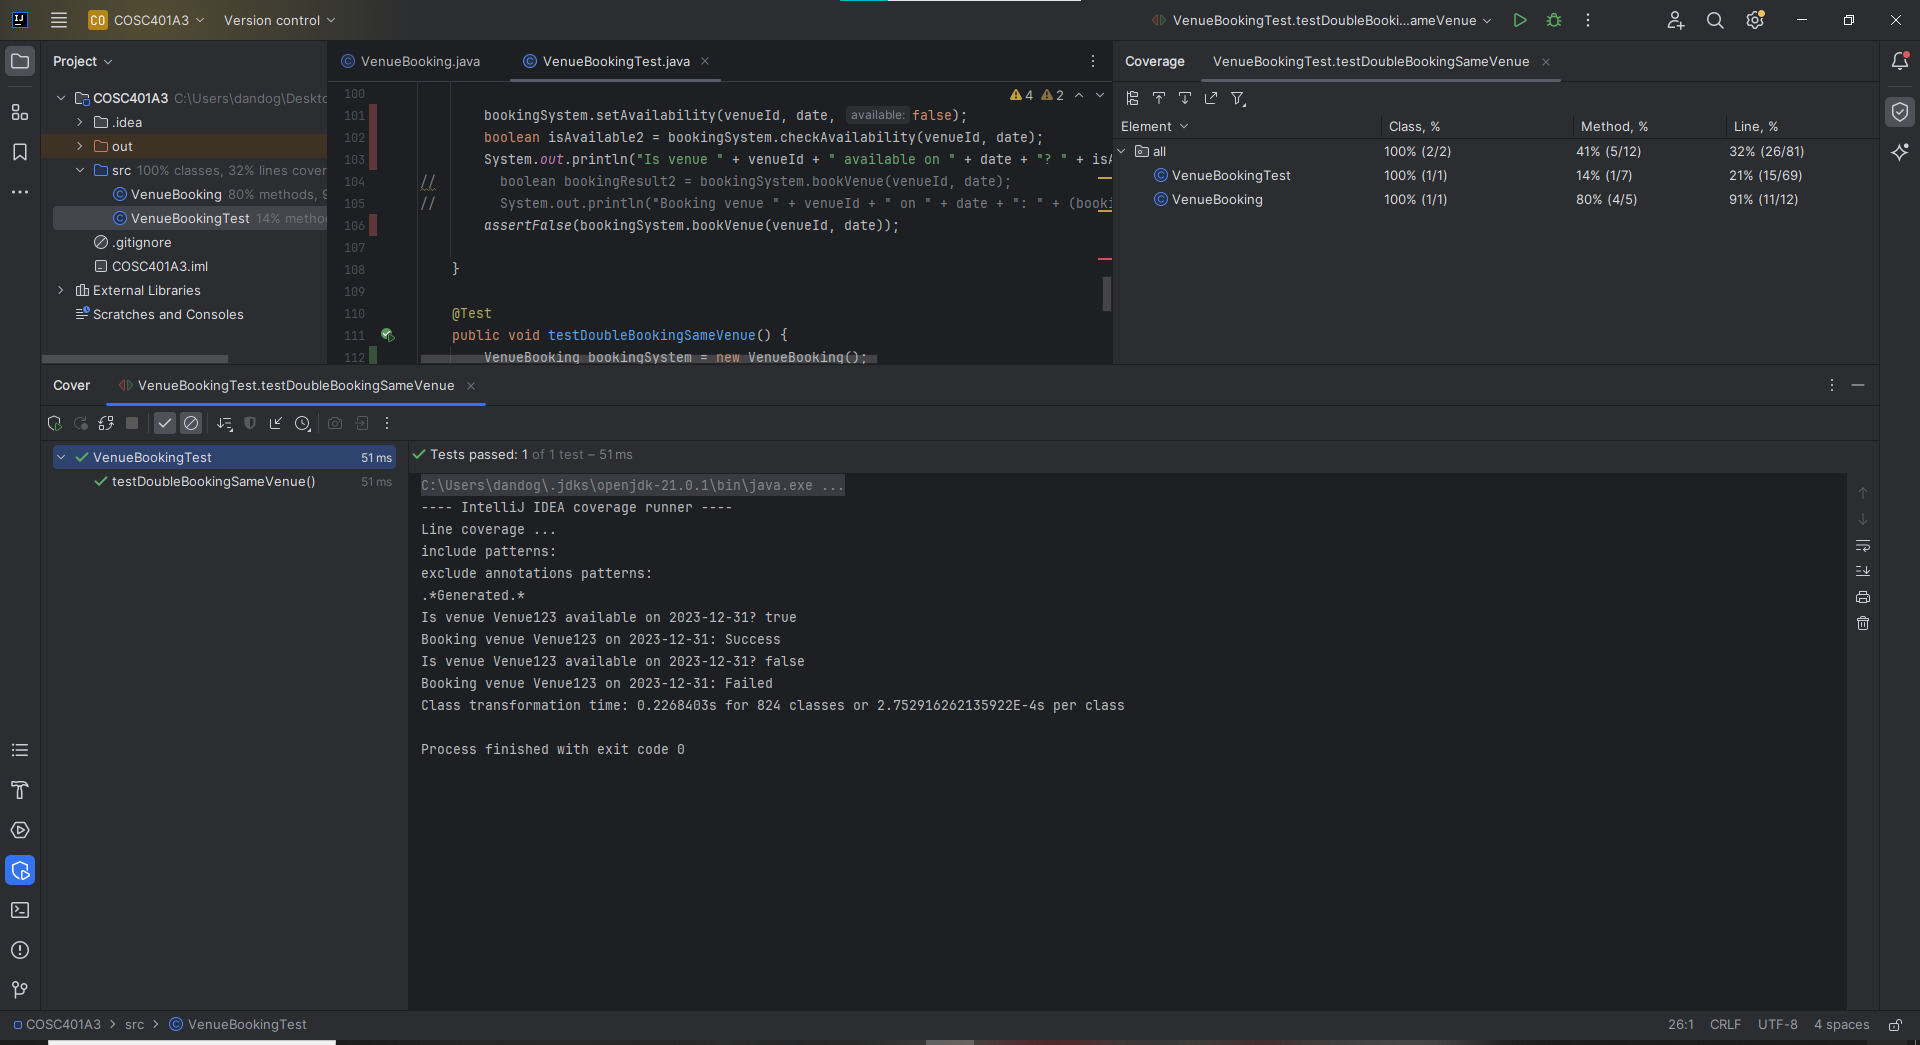 CO COSC401A3 Version control VenueBookingTest.testDoubleBooki...ameVenue
Project
COSC401A3 C:\Users\dandog\Deskto
.idea
out
src 100% classes, 32% lines cover
VenueBooking 80% methods, 9
VenueBookingTest 14% metho
.gitignore
COSC401A3.iml
External Libraries
Scratches and Consoles
VenueBooking.java VenueBookingTest.java
4 2
100
101 bookingSystem.setAvailability(venueId, date, available: false);
102 boolean isAvailable2 = bookingSystem.checkAvailability(venueId, date);
103 System.out.println("Is venue " + venueId + " available on " + date + "? " + isA
104 // boolean bookingResult2 = bookingSystem.bookVenue(venueId, date);
105 // System.out.println("Booking venue " + venueId + " on " + date + ": " + (booki
106 assertFalse(bookingSystem.bookVenue(venueId, date));
107
108 }
109
110 @Test
111 public void testDoubleBookingSameVenue() {
112 VenueBooking bookingSystem = new VenueBooking();
Coverage VenueBookingTest.testDoubleBookingSameVenue
Element Class, % Method, % Line, %
all 100% (2/2) 41% (5/12) 32% (26/81)
VenueBookingTest 100% (1/1) 14% (1/7) 21% (15/69)
VenueBooking 100% (1/1) 80% (4/5) 91% (11/12)
Cover VenueBookingTest.testDoubleBookingSameVenue
VenueBookingTest 51 ms
testDoubleBookingSameVenue() 51 ms
Tests passed: 1 of 1 test – 51 ms
C:\Users\dandog\.jdks\openjdk-21.0.1\bin\java.exe ...
---- IntelliJ IDEA coverage runner ----
Line coverage ...
include patterns:
exclude annotations patterns:
.*Generated.*
Is venue Venue123 available on 2023-12-31? true
Booking venue Venue123 on 2023-12-31: Success
Is venue Venue123 available on 2023-12-31? false
Booking venue Venue123 on 2023-12-31: Failed
Class transformation time: 0.2268403s for 824 classes or 2.752916262135922E-4s per class
Process finished with exit code 0
COSC401A3 > src > VenueBookingTest
26:1 CRLF UTF-8 4 spaces